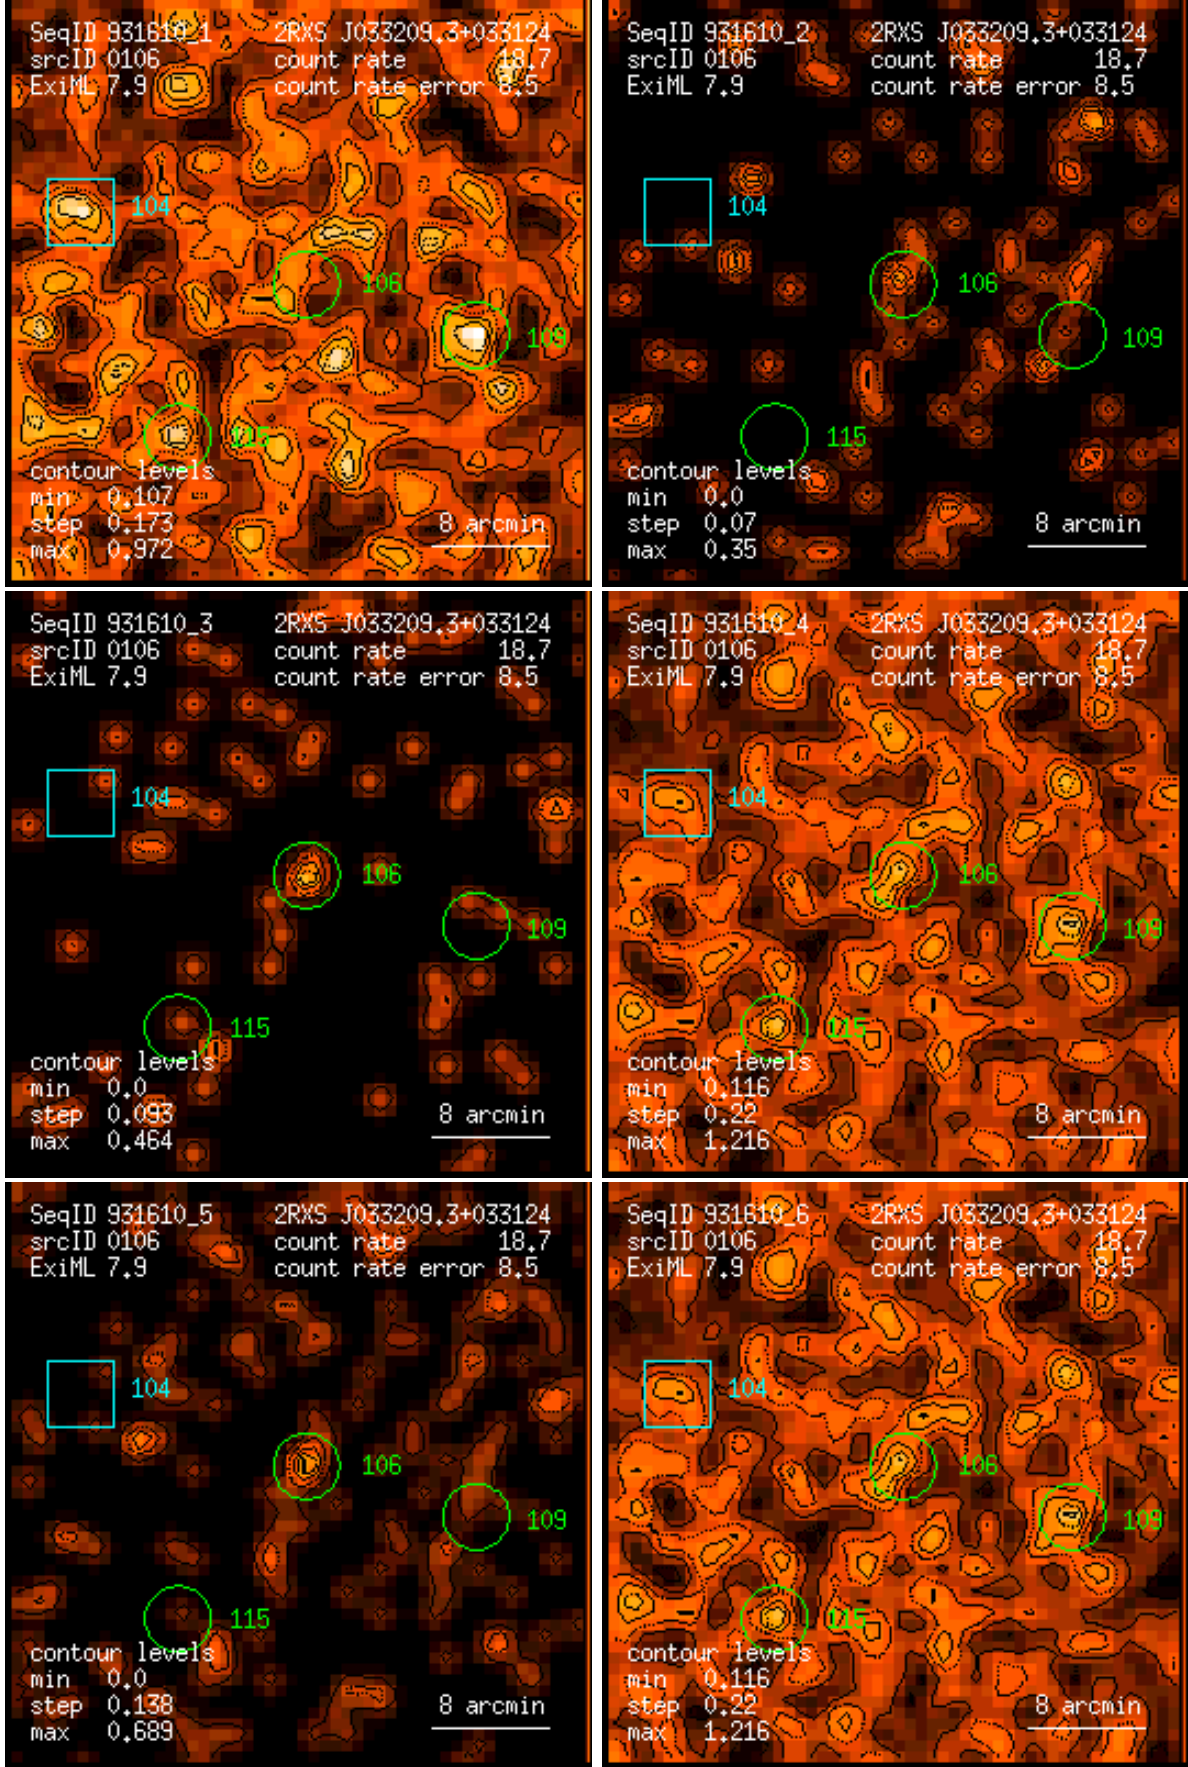 SeqID 931610_1 2RXS J033209.3+033124
srcID 0106 count rate 18.7
ExiML 7.9 count rate error 8.5
104
106
109
115
contour levels
min 0.107
step 0.173
max 0.972
8 arcmin
SeqID 931610_2 2RXS J033209.3+033124
srcID 0106 count rate 18.7
ExiML 7.9 count rate error 8.5
104
106
109
115
contour levels
min 0.0
step 0.07
max 0.35
8 arcmin
SeqID 931610_3 2RXS J033209.3+033124
srcID 0106 count rate 18.7
ExiML 7.9 count rate error 8.5
104
106
109
115
contour levels
min 0.0
step 0.093
max 0.464
8 arcmin
SeqID 931610_4 2RXS J033209.3+033124
srcID 0106 count rate 18.7
ExiML 7.9 count rate error 8.5
104
106
109
115
contour levels
min 0.116
step 0.22
max 1.216
8 arcmin
SeqID 931610_5 2RXS J033209.3+033124
srcID 0106 count rate 18.7
ExiML 7.9 count rate error 8.5
104
106
109
115
contour levels
min 0.0
step 0.138
max 0.689
8 arcmin
SeqID 931610_6 2RXS J033209.3+033124
srcID 0106 count rate 18.7
ExiML 7.9 count rate error 8.5
104
106
109
115
contour levels
min 0.116
step 0.22
max 1.216
8 arcmin